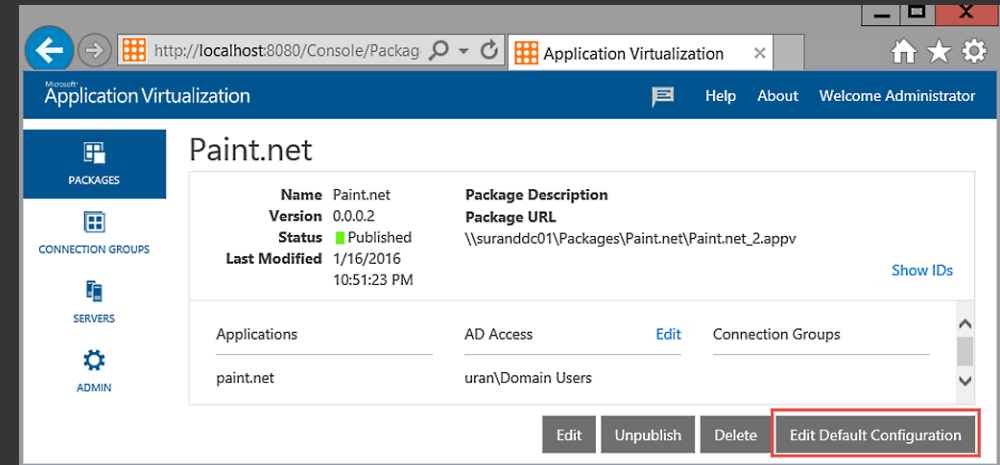 http://localhost:8080/Console/Packag
Application Virtualization
Microsoft
Application Virtualization
Help About Welcome Administrator
PACKAGES
CONNECTION GROUPS
SERVERS
ADMIN
Paint.net
Name Paint.net
Version 0.0.0.2
Status Published
Last Modified 1/16/2016
10:51:23 PM
Package Description
Package URL
\\suranddc01\Packages\Paint.net\Paint.net_2.appv
Show IDs
Applications AD Access Edit Connection Groups
paint.net uran\Domain Users
Edit Unpublish Delete Edit Default Configuration